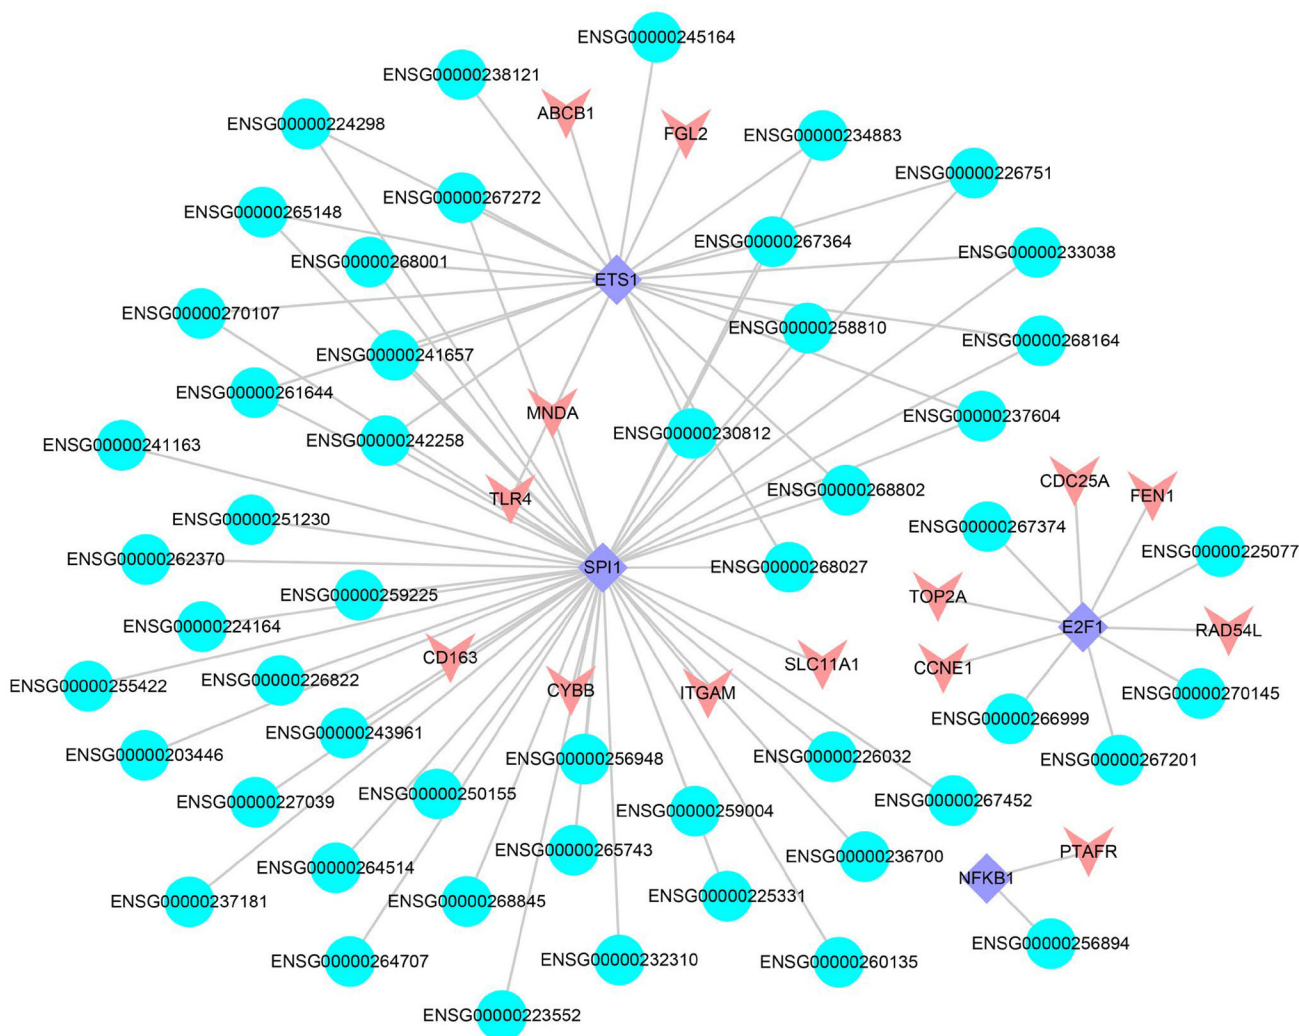 ENSG00000245164
ENSG00000238121
ABCB1
ENSG00000224298
FGL2
ENSG00000234883
ENSG00000226751
ENSG00000267272
ENSG00000265148
ENSG00000267364
ENSG00000233038
ENSG00000268001
ETS1
ENSG00000270107
ENSG00000258810
ENSG00000268164
ENSG00000241657
ENSG00000261644
MNDA
ENSG00000237604
ENSG00000230812
ENSG00000242258
ENSG00000241163
CDC25A
ENSG00000268802
FEN1
TLR4
ENSG00000251230
ENSG00000267374
ENSG00000225077
ENSG00000262370
SPI1
ENSG00000268027
ENSG00000259225
TOP2A
ENSG00000224164
E2F1
RAD54L
CD163
SLC11A1
CCNE1
ENSG00000226822
ENSG00000255422
CYBB
ITGAM
ENSG00000270145
ENSG00000266999
ENSG00000243961
ENSG00000203446
ENSG00000256948
ENSG00000226032
ENSG00000267201
ENSG00000227039
ENSG00000250155
ENSG00000267452
ENSG00000259004
ENSG00000265743
ENSG00000236700
PTAFR
ENSG00000264514
NFKB1
ENSG00000225331
ENSG00000237181
ENSG00000268845
ENSG00000256894
ENSG00000264707
ENSG00000232310
ENSG00000260135
ENSG00000223552